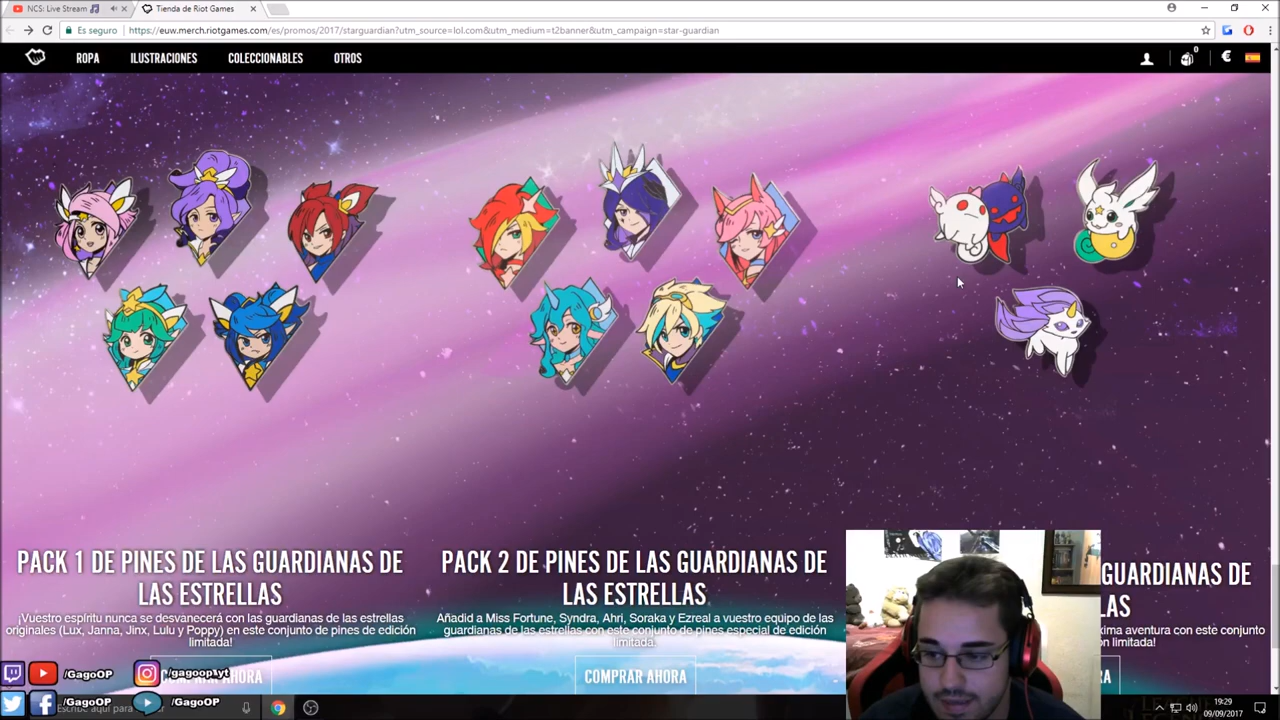 NCS: Live Stream
Tienda de Riot Games
Es seguro
https://euw.merch.riotgames.com/es/promos/2017/starguardian?utm_source=lol.com&utm_medium=t2banner&utm_campaign=star-guardian
ROPA
ILUSTRACIONES
COLECCIONABLES
OTROS
0
€
PACK 1 DE PINES DE LAS GUARDIANAS DE
LAS ESTRELLAS
¡Vuestro espíritu nunca se desvanecerá con las guardianas de las estrellas
originales (Lux, Janna, Jinx, Lulu y Poppy) en este conjunto de pines de edición
limitada!
AHORA
PACK 2 DE PINES DE LAS GUARDIANAS DE
LAS ESTRELLAS
Añadid a Miss Fortune, Syndra, Ahri, Soraka y Ezreal a vuestro equipo de las
guardianas de las estrellas con este conjunto de pines especial de edición
limitada.
COMPRAR AHORA
GUARDIANAS DE
LAS
xima aventura con este conjunto
n limitada!
/GagoOP
/gagoop1yt
/GagoOP
/GagoOP
aquí para
19:29
09/09/2017